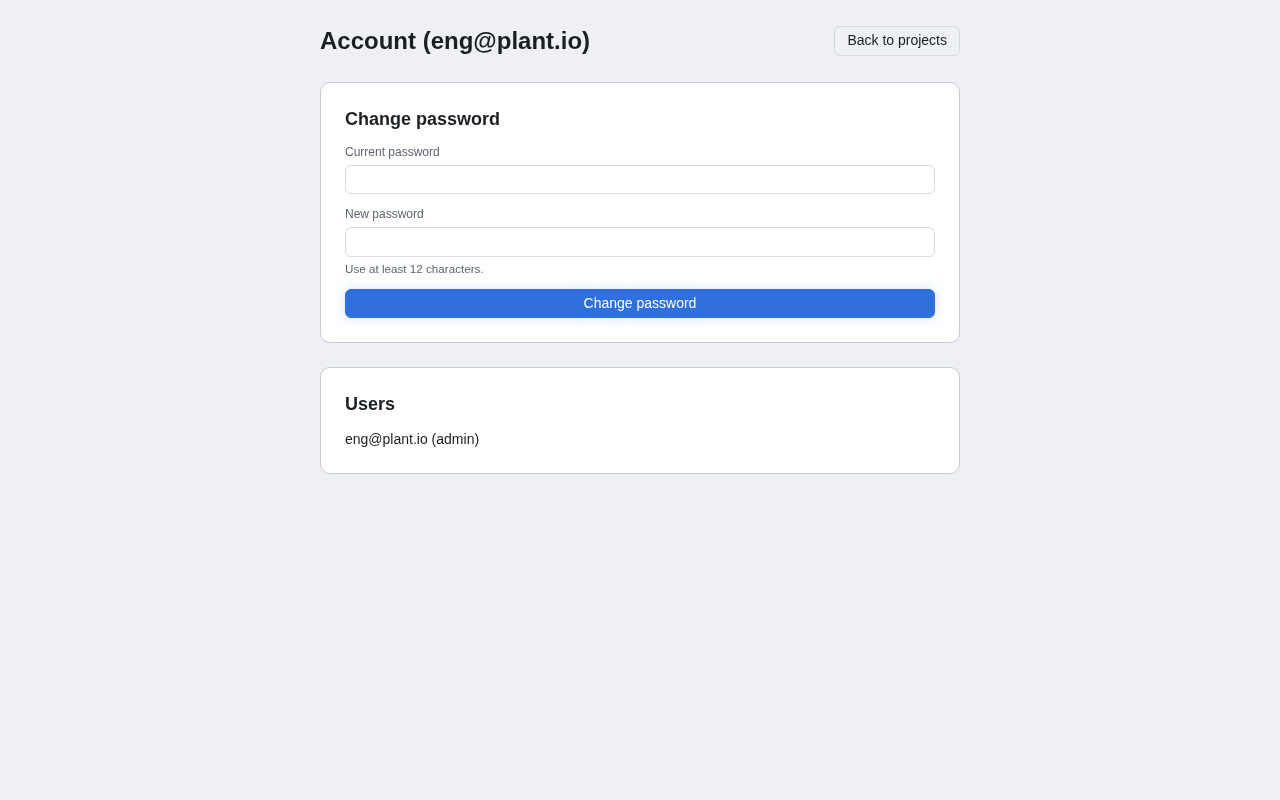 Account (eng@plant.io)
Back to projects
Change password
Current password
New password
Use at least 12 characters.
Change password
Users
eng@plant.io (admin)